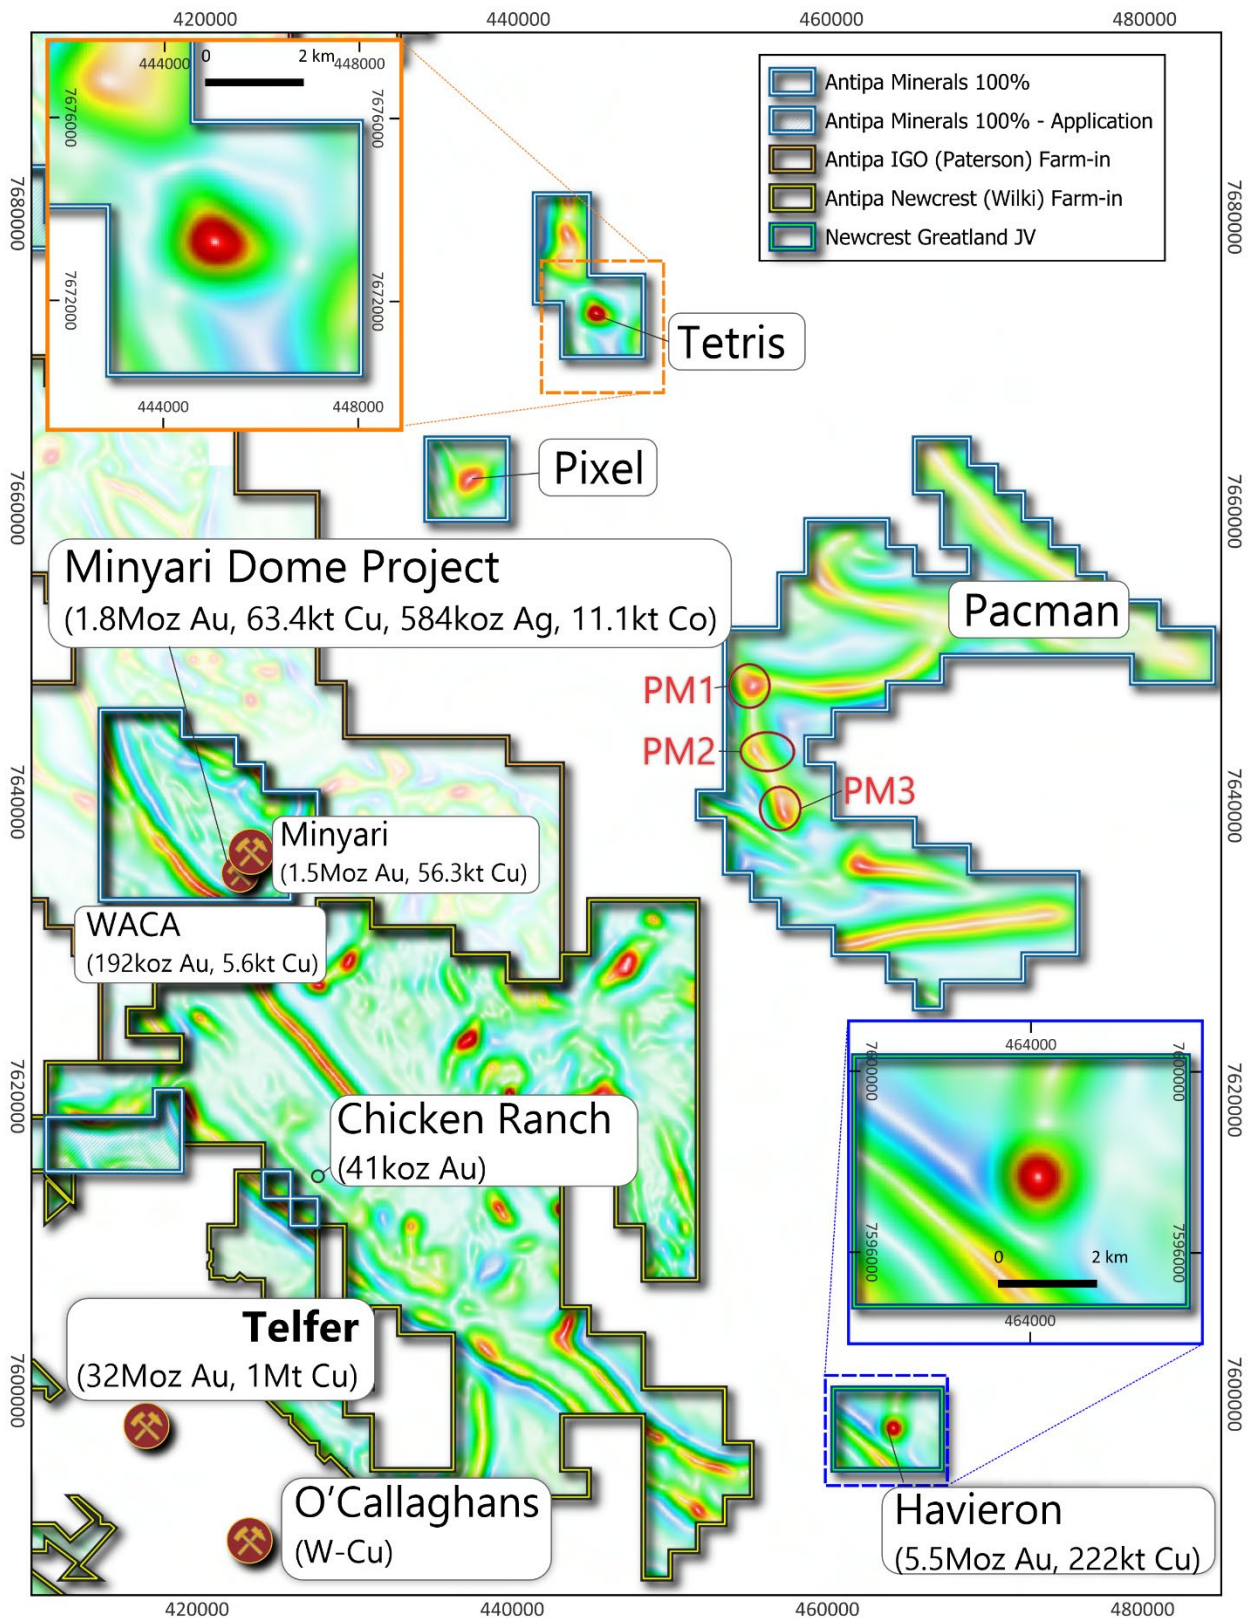 420000
440000
460000
480000
0
2 km
444000
448000
7676000
7676000
7672000
7672000
444000
448000
Antipa Minerals 100%
Antipa Minerals 100% - Application
Antipa IGO (Paterson) Farm-in
Antipa Newcrest (Wilki) Farm-in
Newcrest Greatland JV
7680000
7680000
Tetris
Pixel
7660000
7660000
Minyari Dome Project
(1.8Moz Au, 63.4kt Cu, 584koz Ag, 11.1kt Co)
Pacman
PM1
PM2
PM3
7640000
7640000
Minyari
(1.5Moz Au, 56.3kt Cu)
WACA
(192koz Au, 5.6kt Cu)
464000
7600000
7600000
7596000
7596000
0
2 km
464000
7620000
7620000
Chicken Ranch
(41koz Au)
Telfer
(32Moz Au, 1Mt Cu)
7600000
7600000
O'Callaghans
(W-Cu)
Havieron
(5.5Moz Au, 222kt Cu)
420000
440000
460000
480000